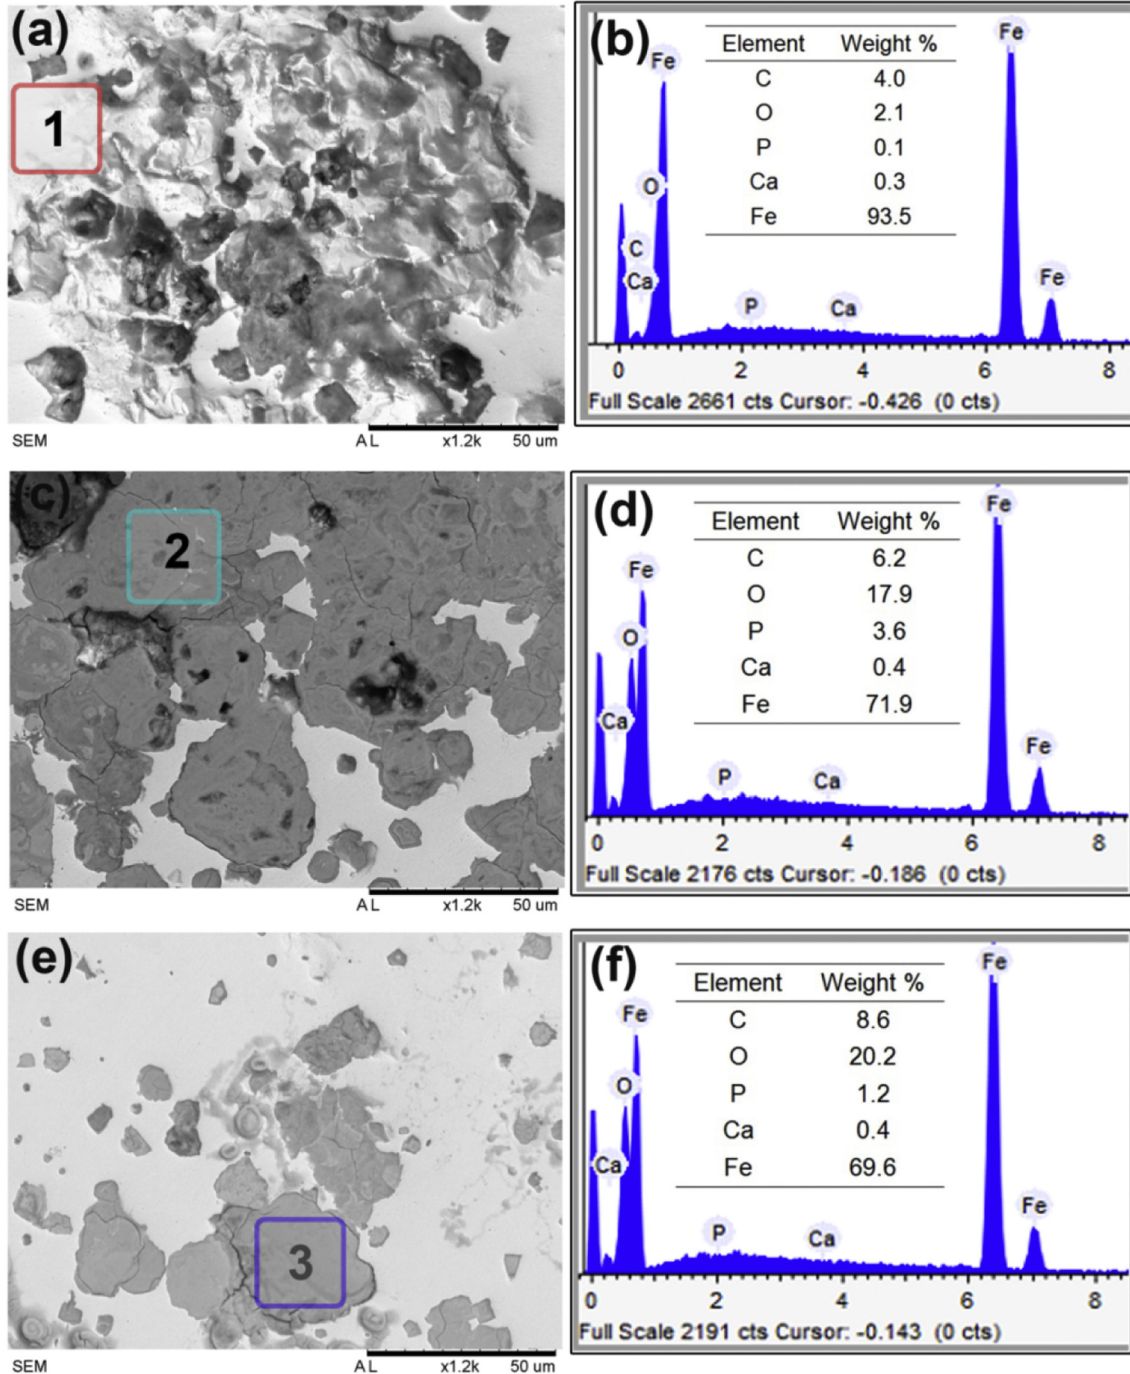 (a)
1
SEM
A L x1.2k 50 um
(b)
Element Weight %
C 4.0
O 2.1
P 0.1
Ca 0.3
Fe 93.5
Fe
O
C
Ca
P
Ca
Fe
Fe
0 2 4 6 8
Full Scale 2661 cts Cursor: -0.426 (0 cts)
(c)
2
SEM
A L x1.2k 50 um
(d)
Element Weight %
C 6.2
O 17.9
P 3.6
Ca 0.4
Fe 71.9
Fe
O
Ca
P
Ca
Fe
Fe
0 2 4 6 8
Full Scale 2176 cts Cursor: -0.186 (0 cts)
(e)
3
SEM
A L x1.2k 50 um
(f)
Element Weight %
C 8.6
O 20.2
P 1.2
Ca 0.4
Fe 69.6
Fe
O
Ca
P
Ca
Fe
Fe
0 2 4 6 8
Full Scale 2191 cts Cursor: -0.143 (0 cts)